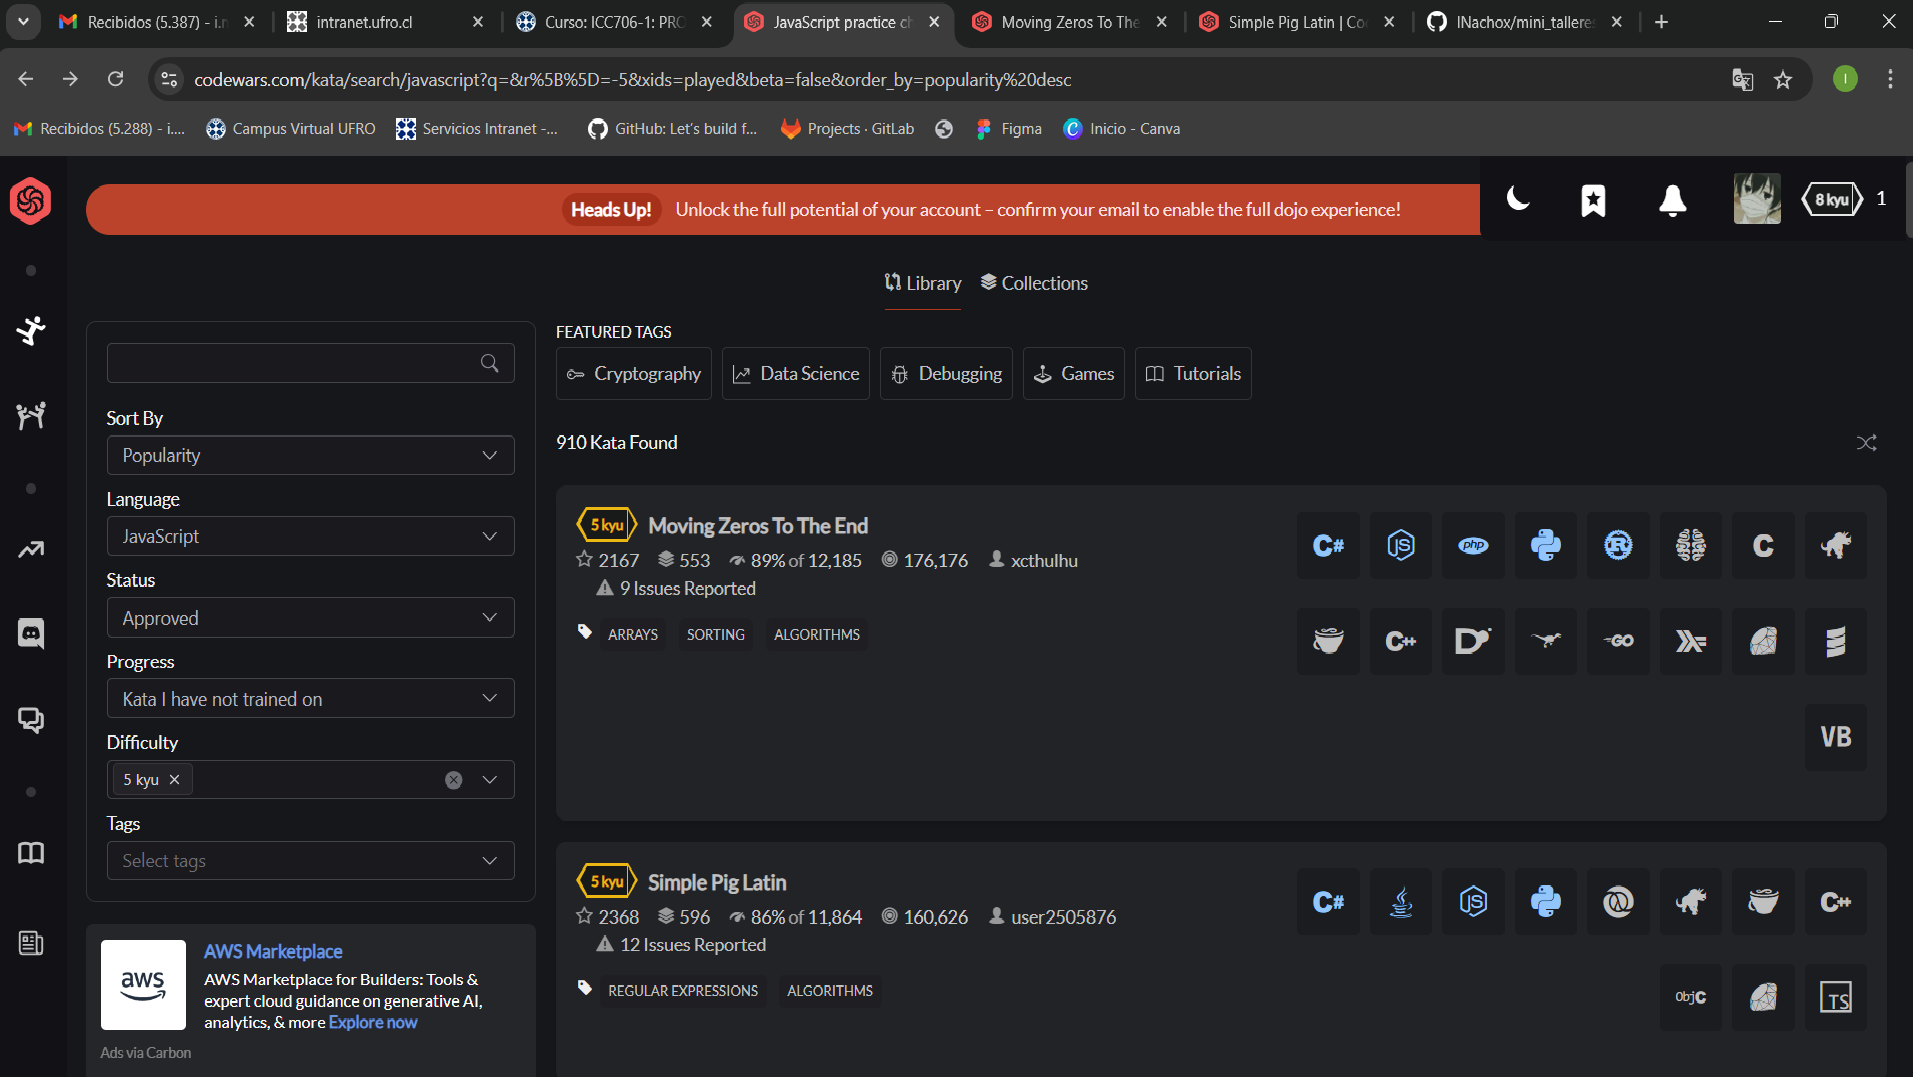 Recibidos (5.387) - i.n
intranet.ufro.cl
Curso: ICC706-1: PRO
JavaScript practice ch
Moving Zeros To The
Simple Pig Latin | Co
INachox/mini_talleres
codewars.com/kata/search/javascript?q=&r%5B%5D=-5&xids=played&beta=false&order_by=popularity%20desc
I
Recibidos (5.288) - i....
Campus Virtual UFRO
Servicios Intranet -...
GitHub: Let's build f...
Projects · GitLab
Figma
Inicio - Canva
Heads Up! Unlock the full potential of your account – confirm your email to enable the full dojo experience!
8 kyu 1
Library
Collections
Sort By
Popularity
Language
JavaScript
Status
Approved
Progress
Kata I have not trained on
Difficulty
5 kyu
Tags
Select tags
aws
AWS Marketplace
AWS Marketplace for Builders: Tools &
expert cloud guidance on generative AI,
analytics, & more Explore now
Ads via Carbon
FEATURED TAGS
Cryptography
Data Science
Debugging
Games
Tutorials
910 Kata Found
5 kyu Moving Zeros To The End
2167 553 89% of 12,185 176,176 xcthulhu
9 Issues Reported
ARRAYS SORTING ALGORITHMS
C# JS php R C
C++ D GO
VB
5 kyu Simple Pig Latin
2368 596 86% of 11,864 160,626 user2505876
12 Issues Reported
REGULAR EXPRESSIONS ALGORITHMS
C# JS C++
ObjC TS